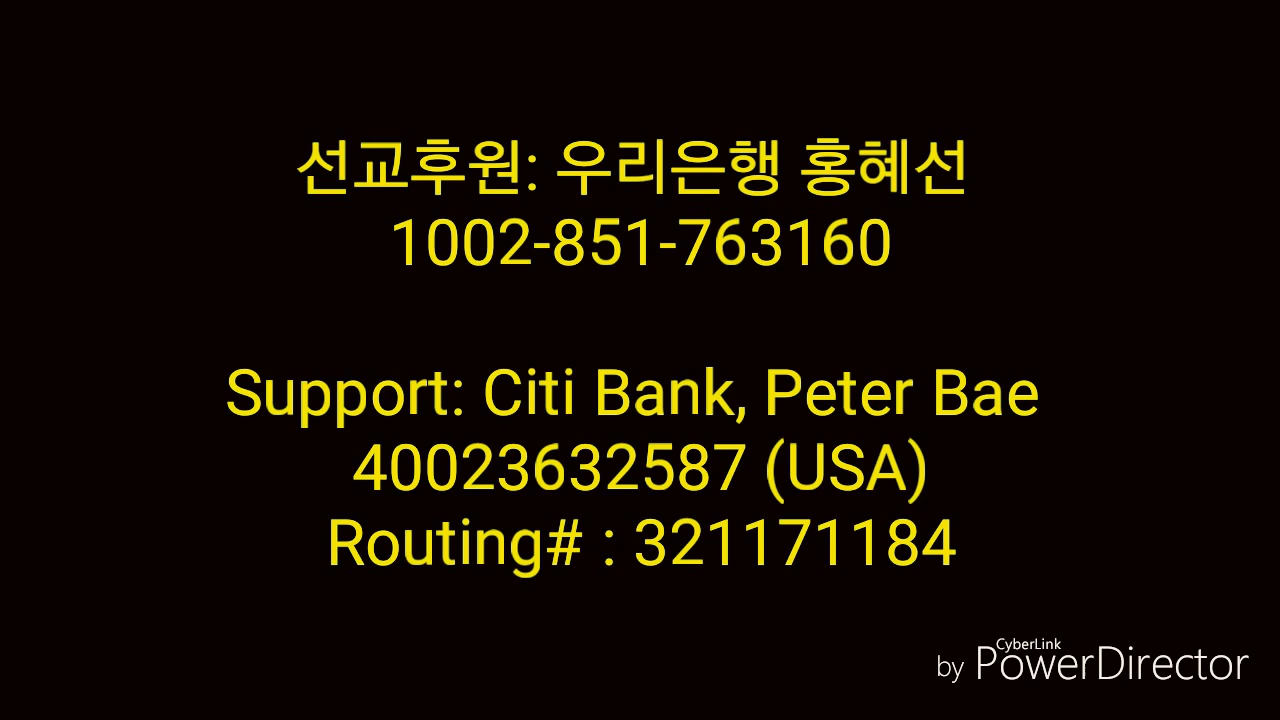 선교후원: 우리은행 홍혜선
1002-851-763160
Support: Citi Bank, Peter Bae
40023632587 (USA)
Routing# : 321171184
CyberLink
by PowerDirector